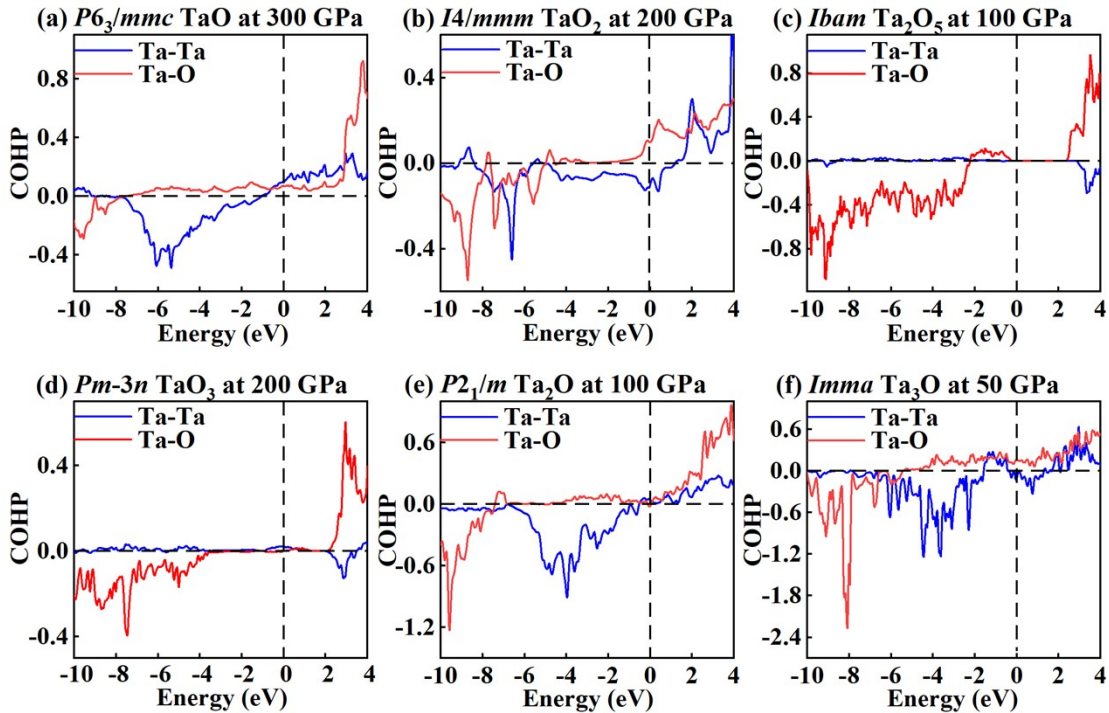 (a) P6₃/mmc TaO at 300 GPa
Ta-Ta
Ta-O
0.8
0.4
0.0
-0.4
COHP
-10 -8 -6 -4 -2 0 2 4
Energy (eV)
(b) I4/mmm TaO₂ at 200 GPa
Ta-Ta
Ta-O
0.4
0.0
-0.4
COHP
-10 -8 -6 -4 -2 0 2 4
Energy (eV)
(c) Ibam Ta₂O₅ at 100 GPa
Ta-Ta
Ta-O
0.8
0.4
0.0
-0.4
-0.8
COHP
-10 -8 -6 -4 -2 0 2 4
Energy (eV)
(d) Pm-3n TaO₃ at 200 GPa
Ta-Ta
Ta-O
0.4
0.0
-0.4
COHP
-10 -8 -6 -4 -2 0 2 4
Energy (eV)
(e) P2₁/m Ta₂O at 100 GPa
Ta-Ta
Ta-O
0.6
0.0
-0.6
-1.2
COHP
-10 -8 -6 -4 -2 0 2 4
Energy (eV)
(f) Imma Ta₃O at 50 GPa
Ta-Ta
Ta-O
0.6
0.0
-0.6
-1.2
-1.8
-2.4
COHP
-10 -8 -6 -4 -2 0 2 4
Energy (eV)